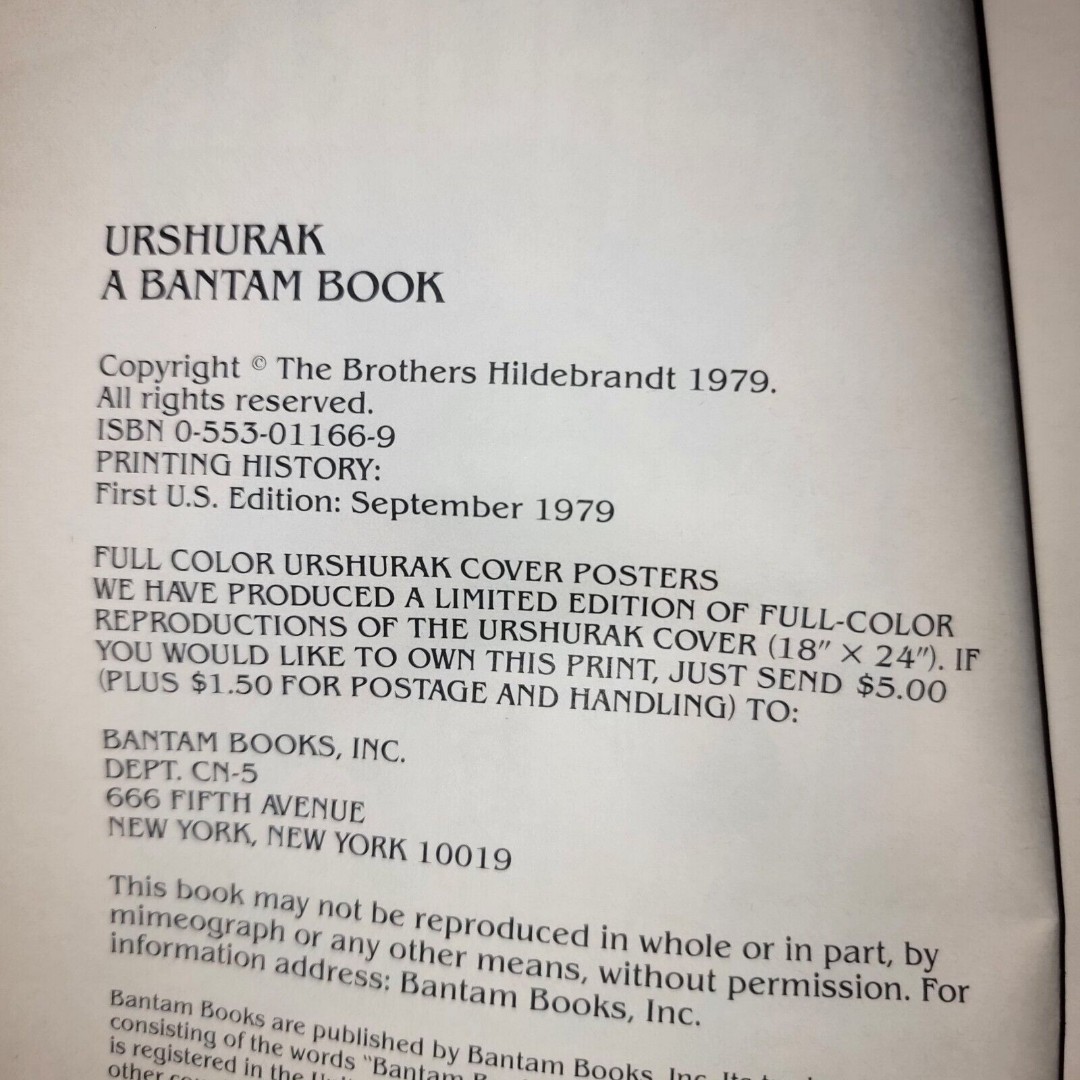 URSHURAK
A BANTAM BOOK
Copyright © The Brothers Hildebrandt 1979.
All rights reserved.
ISBN 0-553-01166-9
PRINTING HISTORY:
First U.S. Edition: September 1979
FULL COLOR URSHURAK COVER POSTERS
WE HAVE PRODUCED A LIMITED EDITION OF FULL-COLOR
REPRODUCTIONS OF THE URSHURAK COVER (18" X 24"). IF
YOU WOULD LIKE TO OWN THIS PRINT, JUST SEND $5.00
(PLUS $1.50 FOR POSTAGE AND HANDLING) TO:
BANTAM BOOKS, INC.
DEPT. CN-5
666 FIFTH AVENUE
NEW YORK, NEW YORK 10019
This book may not be reproduced in whole or in part, by
mimeograph or any other means, without permission. For
information address: Bantam Books, Inc.
Bantam Books are published by Bantam Books, Inc. Its
consisting of the words "Bantam
is registered in the
other